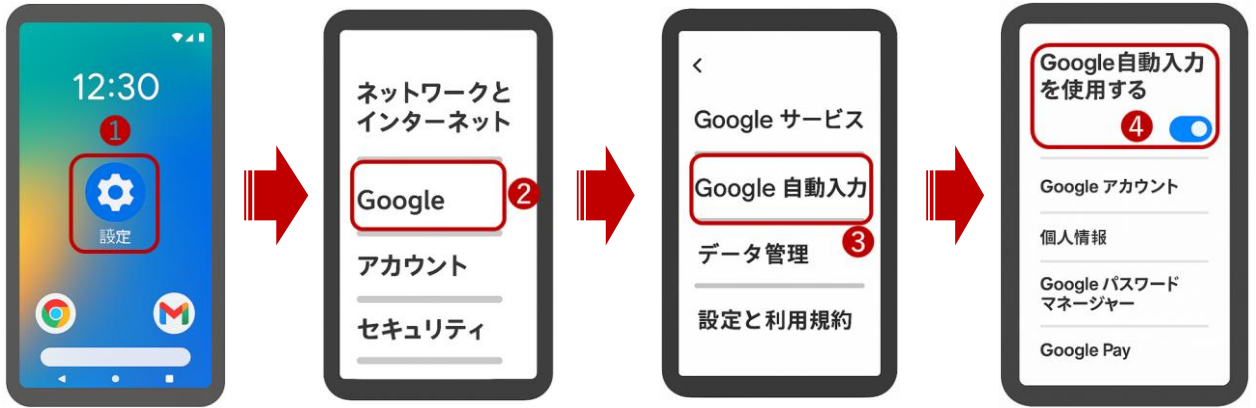 12:30
❶
設定
ネットワークと
インターネット
Google
❷
アカウント
セキュリティ
Google サービス
Google 自動入力
❸
データ管理
設定と利用規約
Google自動入力
を使用する
❹
Google アカウント
個人情報
Google パスワード
マネージャー
Google Pay